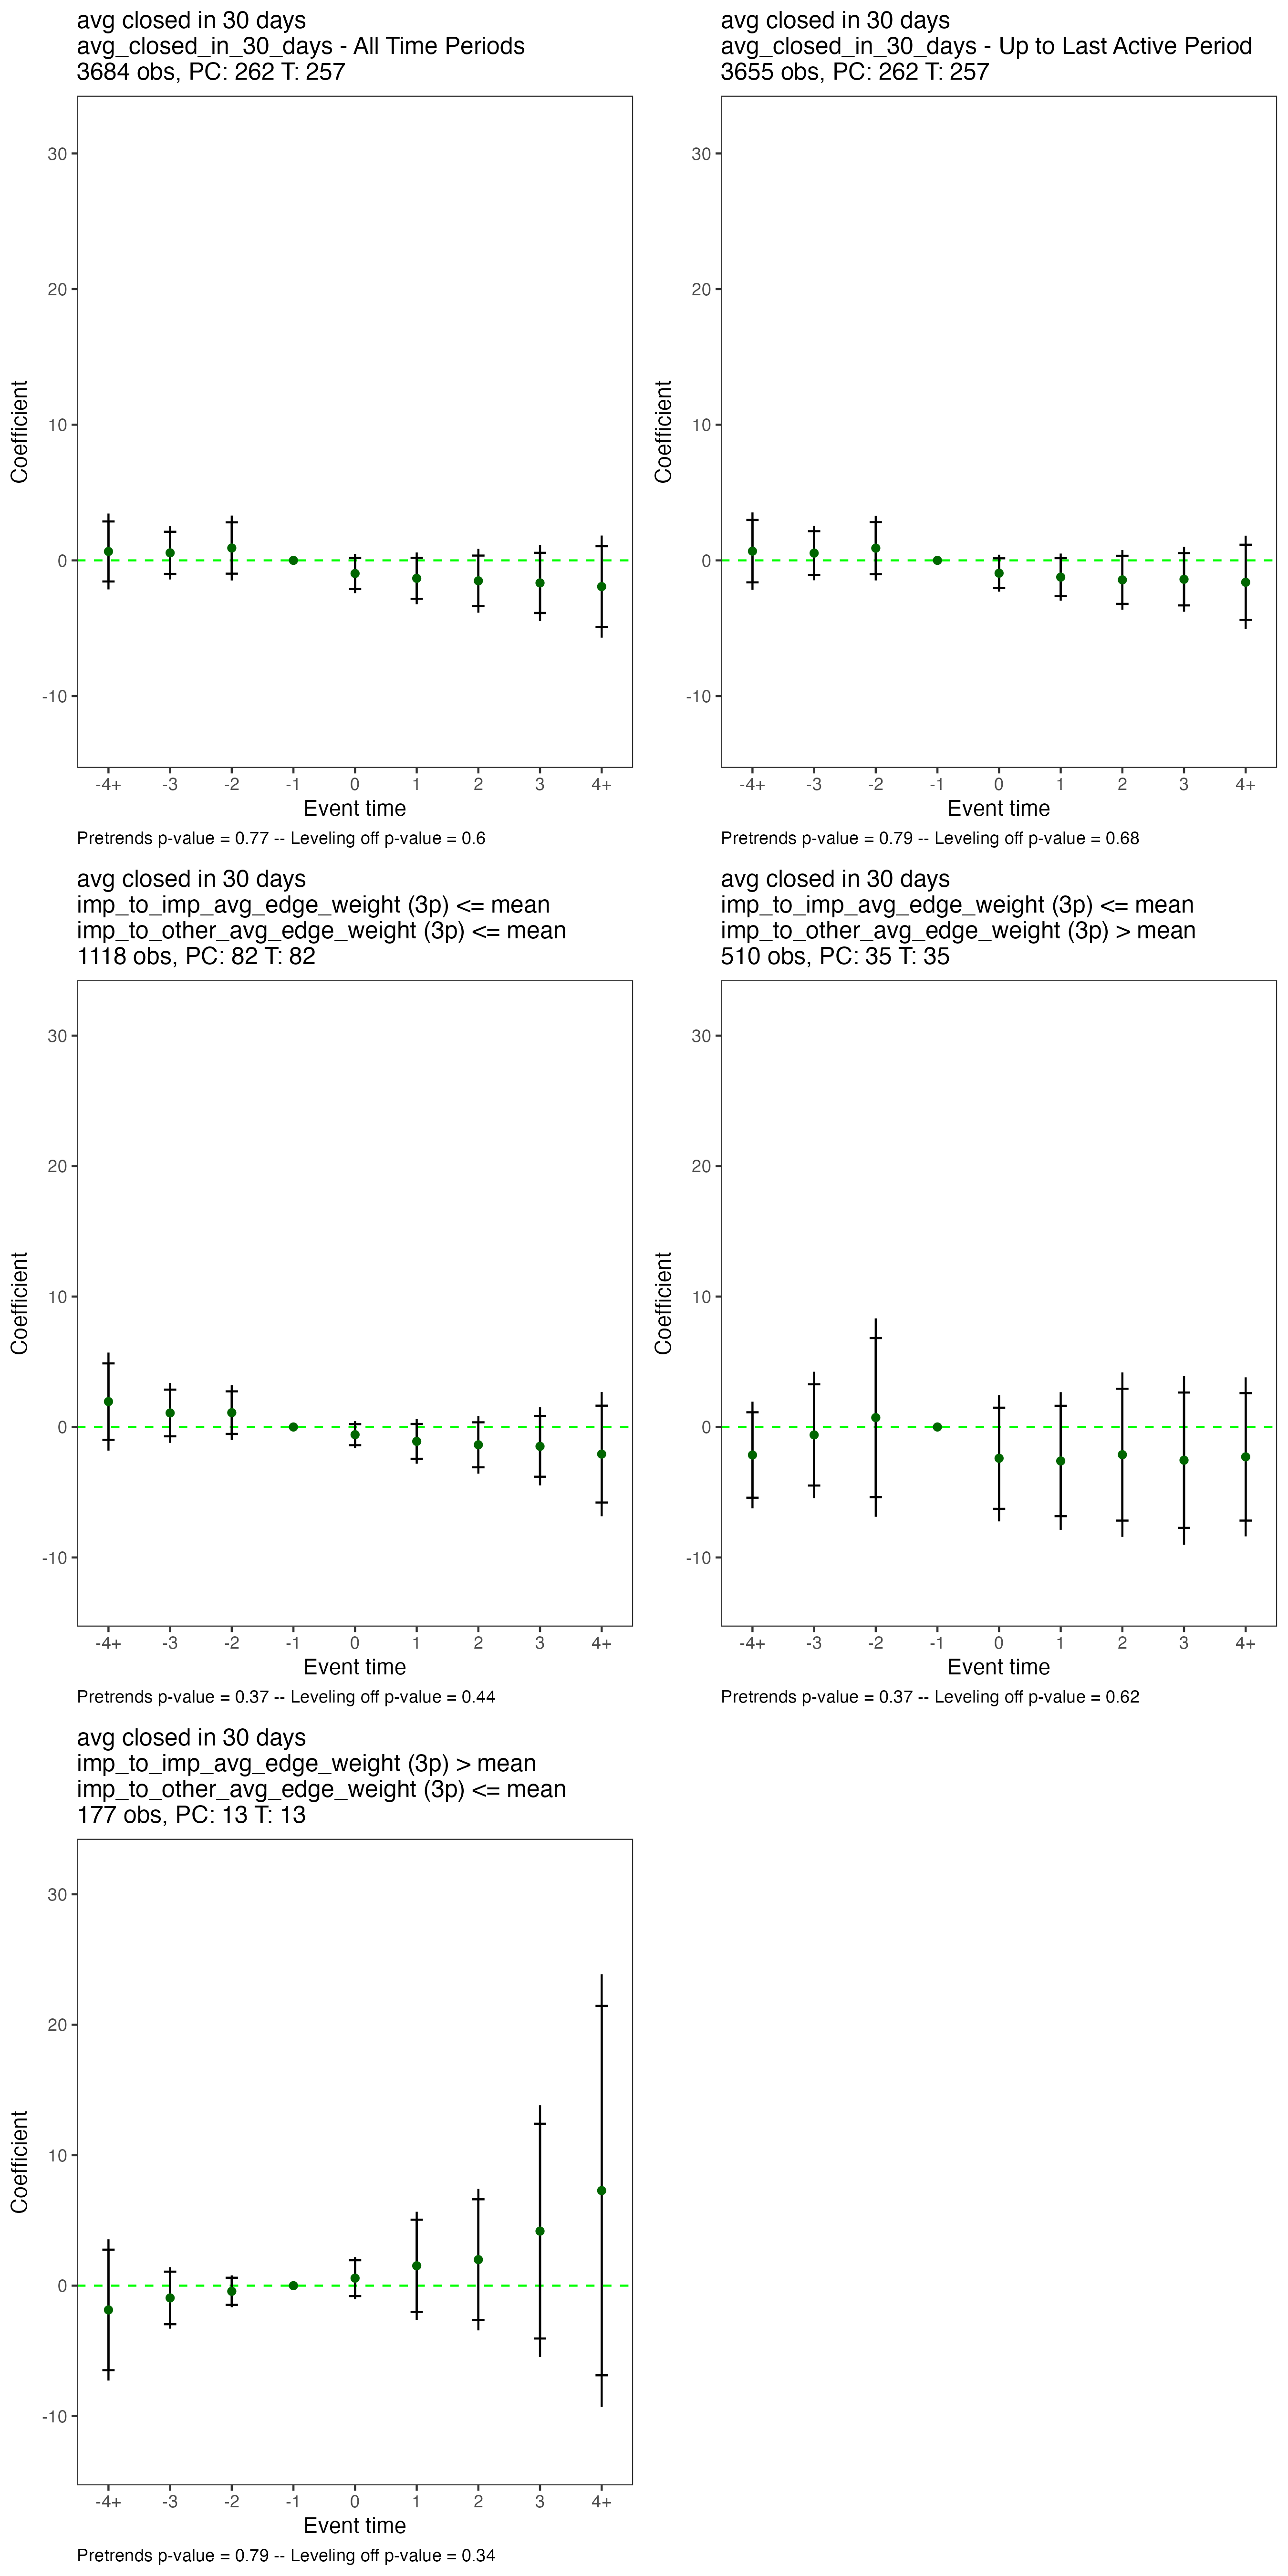 avg closed in 30 days
avg_closed_in_30_days - All Time Periods
3684 obs, PC: 262 T: 257
30
20
10
0
-10
Coefficient
-4+ -3 -2 -1 0 1 2 3 4+
Event time
Pretrends p-value = 0.77 -- Leveling off p-value = 0.6
avg closed in 30 days
avg_closed_in_30_days - Up to Last Active Period
3655 obs, PC: 262 T: 257
30
20
10
0
-10
Coefficient
-4+ -3 -2 -1 0 1 2 3 4+
Event time
Pretrends p-value = 0.79 -- Leveling off p-value = 0.68
avg closed in 30 days
imp_to_imp_avg_edge_weight (3p) <= mean
imp_to_other_avg_edge_weight (3p) <= mean
1118 obs, PC: 82 T: 82
30
20
10
0
-10
Coefficient
-4+ -3 -2 -1 0 1 2 3 4+
Event time
Pretrends p-value = 0.37 -- Leveling off p-value = 0.44
avg closed in 30 days
imp_to_imp_avg_edge_weight (3p) <= mean
imp_to_other_avg_edge_weight (3p) > mean
510 obs, PC: 35 T: 35
30
20
10
0
-10
Coefficient
-4+ -3 -2 -1 0 1 2 3 4+
Event time
Pretrends p-value = 0.37 -- Leveling off p-value = 0.62
avg closed in 30 days
imp_to_imp_avg_edge_weight (3p) > mean
imp_to_other_avg_edge_weight (3p) <= mean
177 obs, PC: 13 T: 13
30
20
10
0
-10
Coefficient
-4+ -3 -2 -1 0 1 2 3 4+
Event time
Pretrends p-value = 0.79 -- Leveling off p-value = 0.34